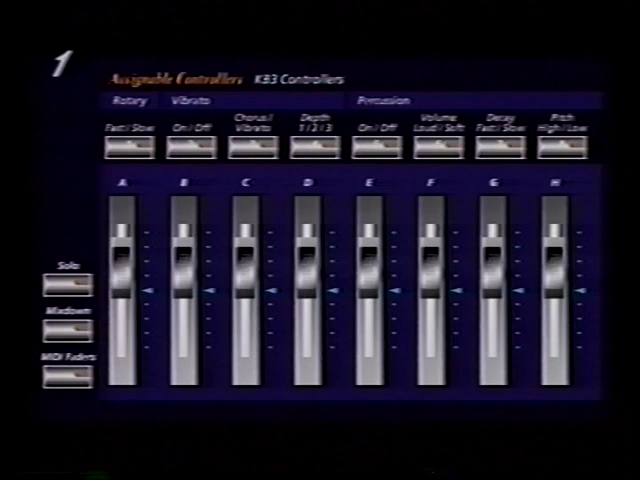 1
Assignable Controllers KB3 Controllers
Rotary Vibrato Percussion
Fast / Slow On / Off Chorus / Vibrato Depth 1 / 2 / 3 On / Off Volume Loud / Soft Decay Fast / Slow Pitch High / Low
A B C D E F G H
Solo
Mixdown
MIDI Faders